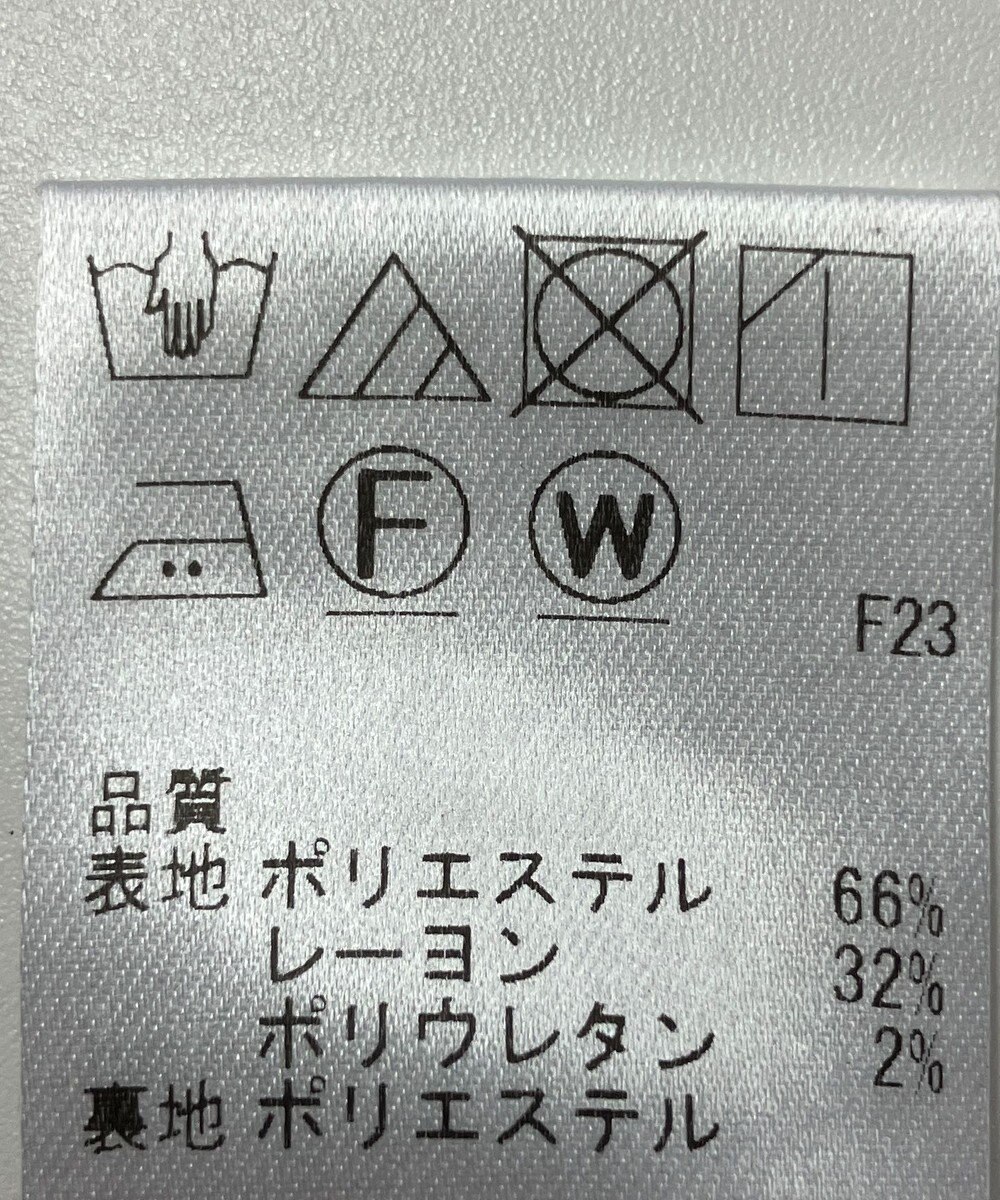 F W
F23
品質
表地 ポリエステル 66%
レーヨン 32%
ポリウレタン 2%
裏地 ポリエステル